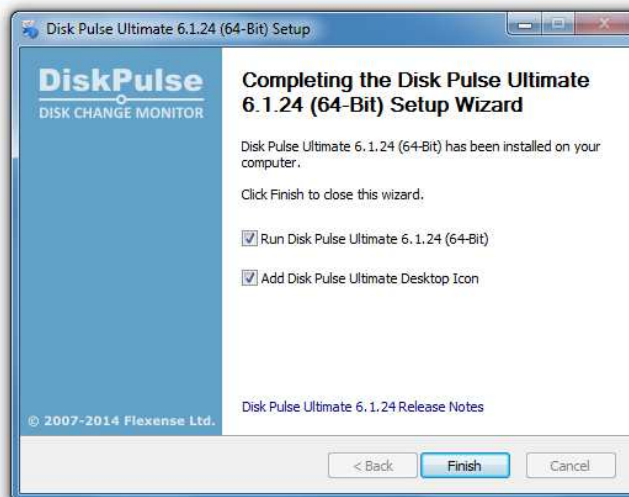 Disk Pulse Ultimate 6.1.24 (64-Bit) Setup
DiskPulse
DISK CHANGE MONITOR
Completing the Disk Pulse Ultimate
6.1.24 (64-Bit) Setup Wizard
Disk Pulse Ultimate 6.1.24 (64-Bit) has been installed on your
computer.
Click Finish to close this wizard.
Run Disk Pulse Ultimate 6.1.24 (64-Bit)
Add Disk Pulse Ultimate Desktop Icon
Disk Pulse Ultimate 6.1.24 Release Notes
© 2007-2014 Flexense Ltd.
< Back
Finish
Cancel